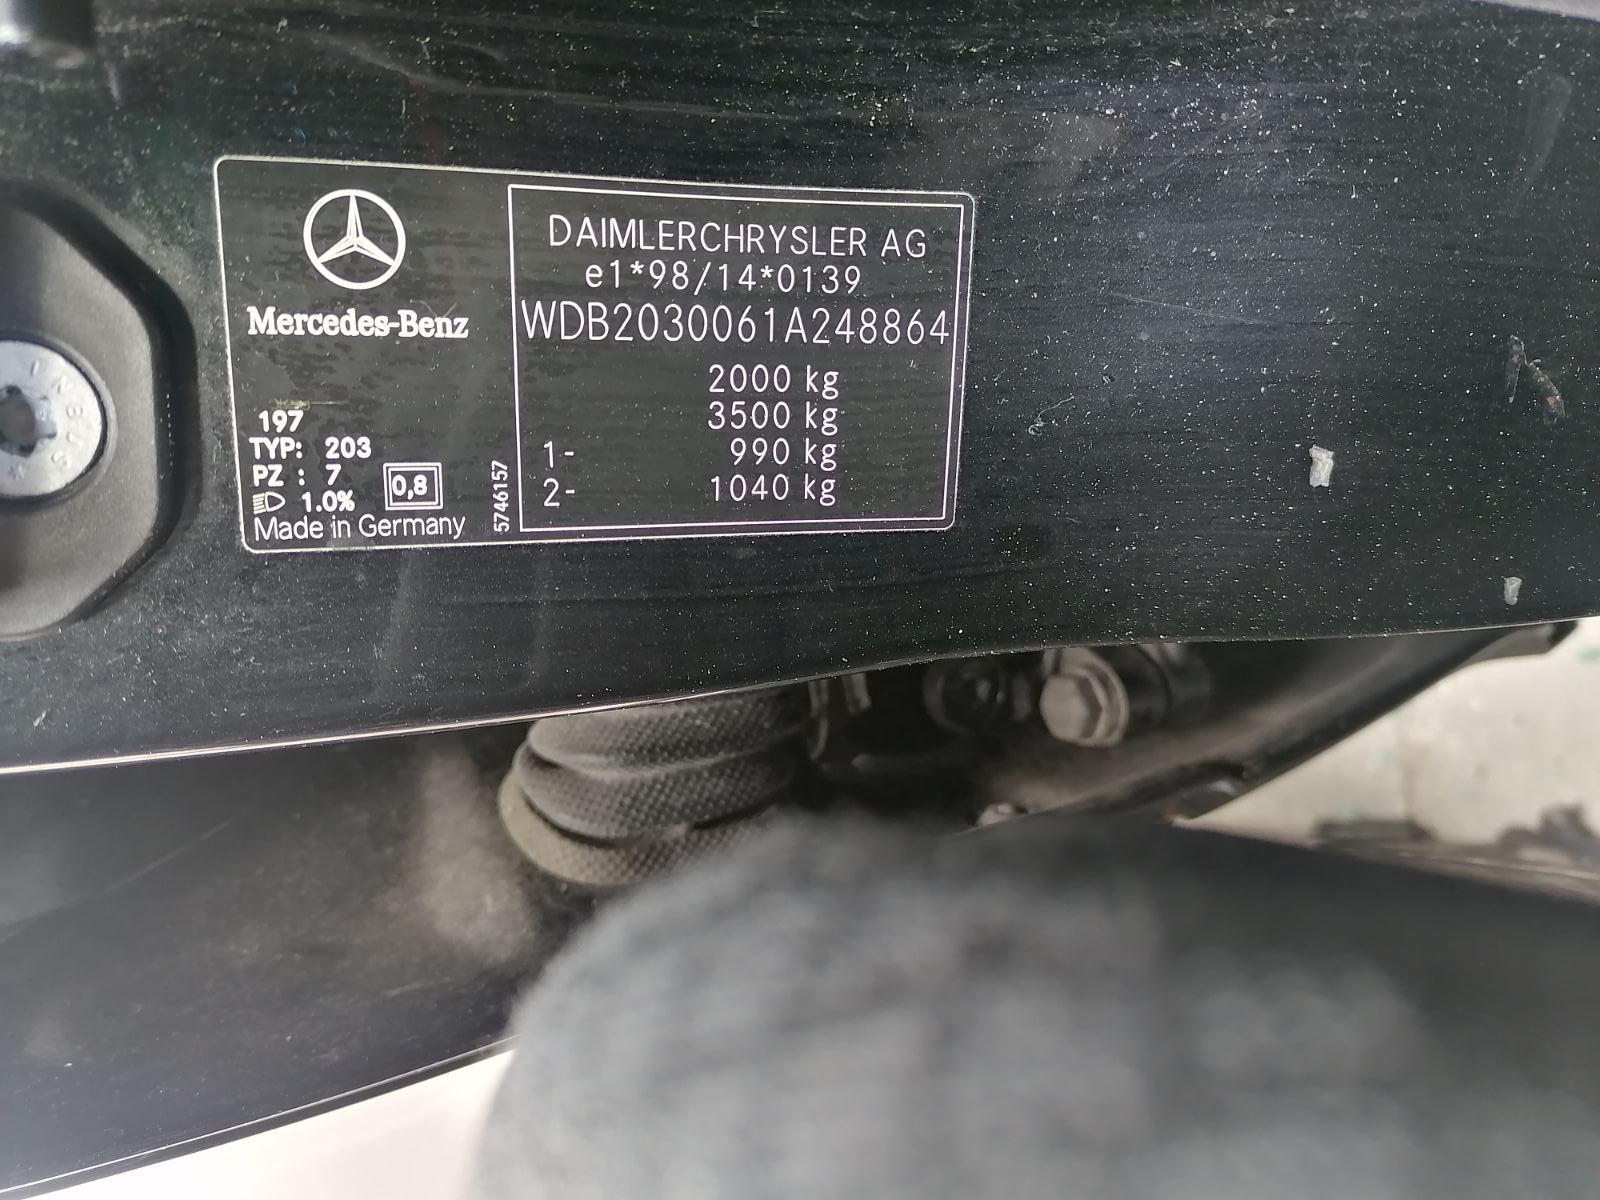 DAIMLERCHRYSLER AG
e1*98/14*0139
WDB2030061A248864
2000 kg
3500 kg
1- 990 kg
2- 1040 kg
Mercedes-Benz
197
TYP: 203
PZ : 7
1.0% 0,8
Made in Germany
5746157
INBUS